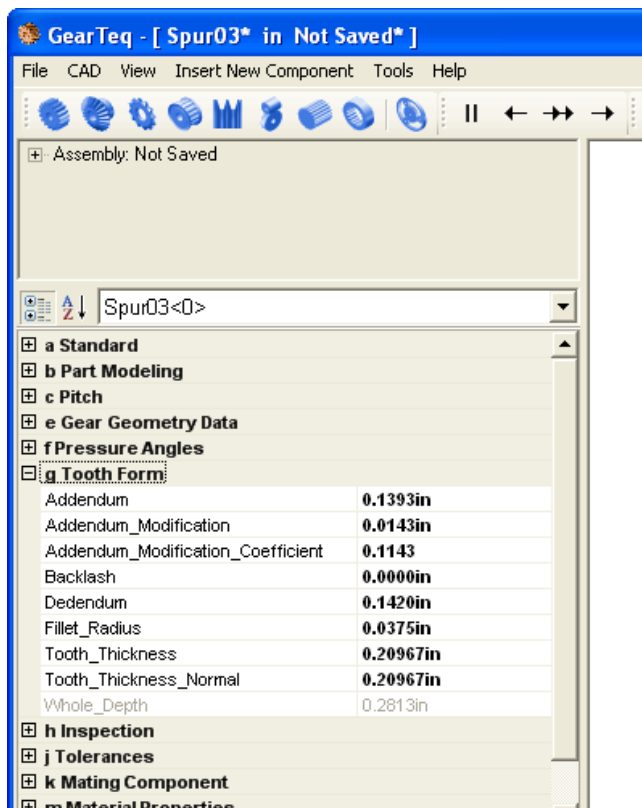 GearTeq - [ Spur03* in Not Saved* ]
File CAD View Insert New Component Tools Help
Assembly: Not Saved
A Z Spur03<0>
a Standard
b Part Modeling
c Pitch
e Gear Geometry Data
f Pressure Angles
g Tooth Form
Addendum 0.1393in
Addendum_Modification 0.0143in
Addendum_Modification_Coefficient 0.1143
Backlash 0.0000in
Dedendum 0.1420in
Fillet_Radius 0.0375in
Tooth_Thickness 0.20967in
Tooth_Thickness_Normal 0.20967in
Whole_Depth 0.2813in
h Inspection
j Tolerances
k Mating Component
m Material Properties